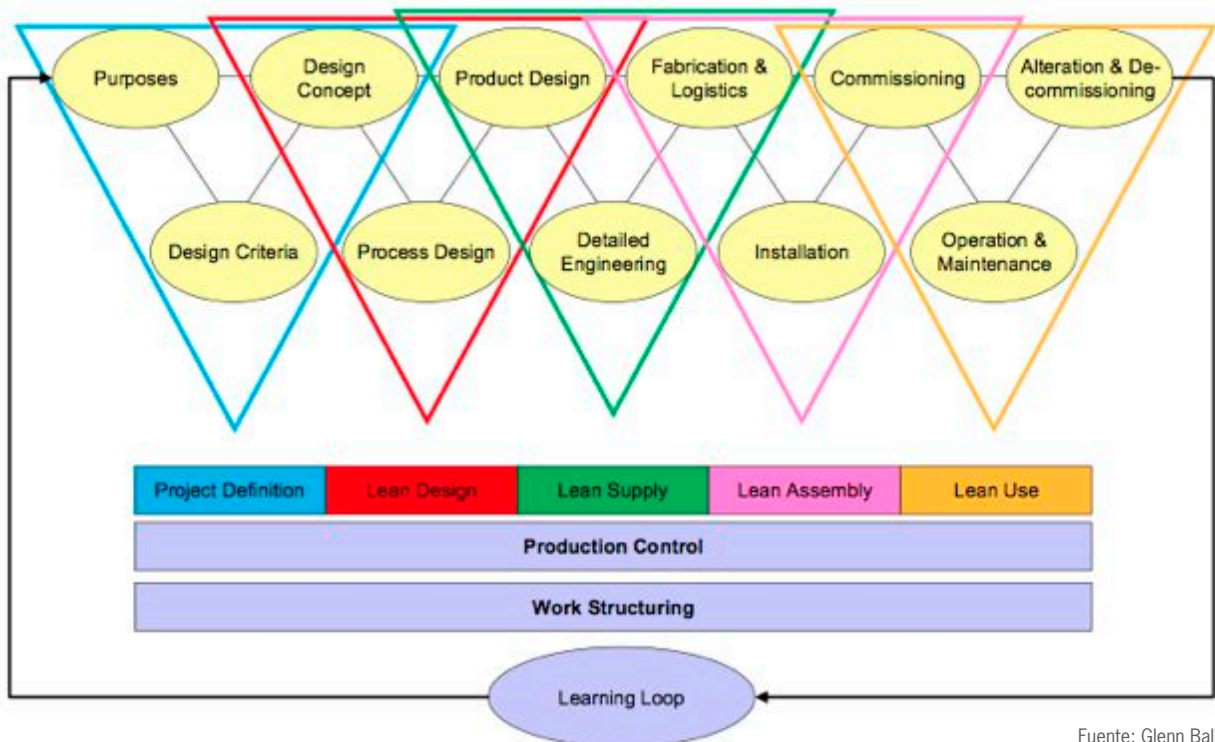 Purposes
Design
Concept
Product Design
Fabrication &
Logistics
Commissioning
Alteration & De-
commissioning
Design Criteria
Process Design
Detailed
Engineering
Installation
Operation &
Maintenance
Project Definition
Lean Design
Lean Supply
Lean Assembly
Lean Use
Production Control
Work Structuring
Learning Loop
Fuente: Glenn Bal